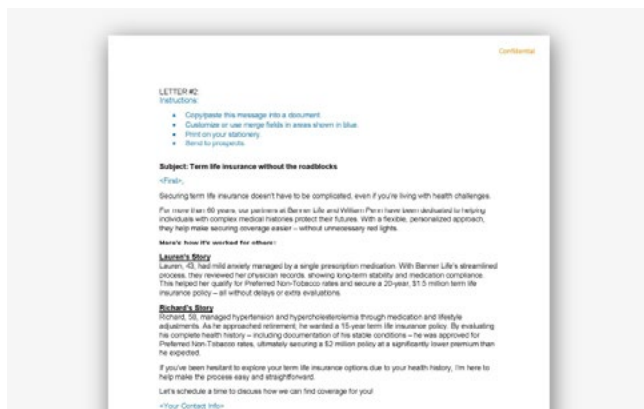 Confidential
LETTER #2:
Instructions:
• Copy/paste this message into a document.
• Customize or use merge fields in areas shown in blue.
• Print on your stationery.
• Send to prospects.
Subject: Term life insurance without the roadblocks
<First>,
Securing term life insurance doesn't have to be complicated, even if you're living with health challenges.
For more than 60 years, our partners at Banner Life and William Penn have been dedicated to helping
individuals with complex medical histories protect their futures. With a flexible, personalized approach,
they help make securing coverage easier – without unnecessary red lights.
Here's how it's worked for others:
Lauren's Story
Lauren, 43, had mild anxiety managed by a single prescription medication. With Banner Life's streamlined
process, they reviewed her physician records, showing long-term stability and medication compliance.
This helped her qualify for Preferred Non-Tobacco rates and secure a 20-year, $1.5 million term life
insurance policy – all without delays or extra evaluations.
Richard's Story
Richard, 58, managed hypertension and hypercholesterolemia through medication and lifestyle
adjustments. As he approached retirement, he wanted a 15-year term life insurance policy. By evaluating
his complete health history – including documentation of his stable conditions – he was approved for
Preferred Non-Tobacco rates, ultimately securing a $2 million policy at a significantly lower premium than
he expected.
If you've been hesitant to explore your term life insurance options due to your health history, I'm here to
help make the process easy and straightforward.
Let's schedule a time to discuss how we can find coverage for you!
<Your Contact Info>